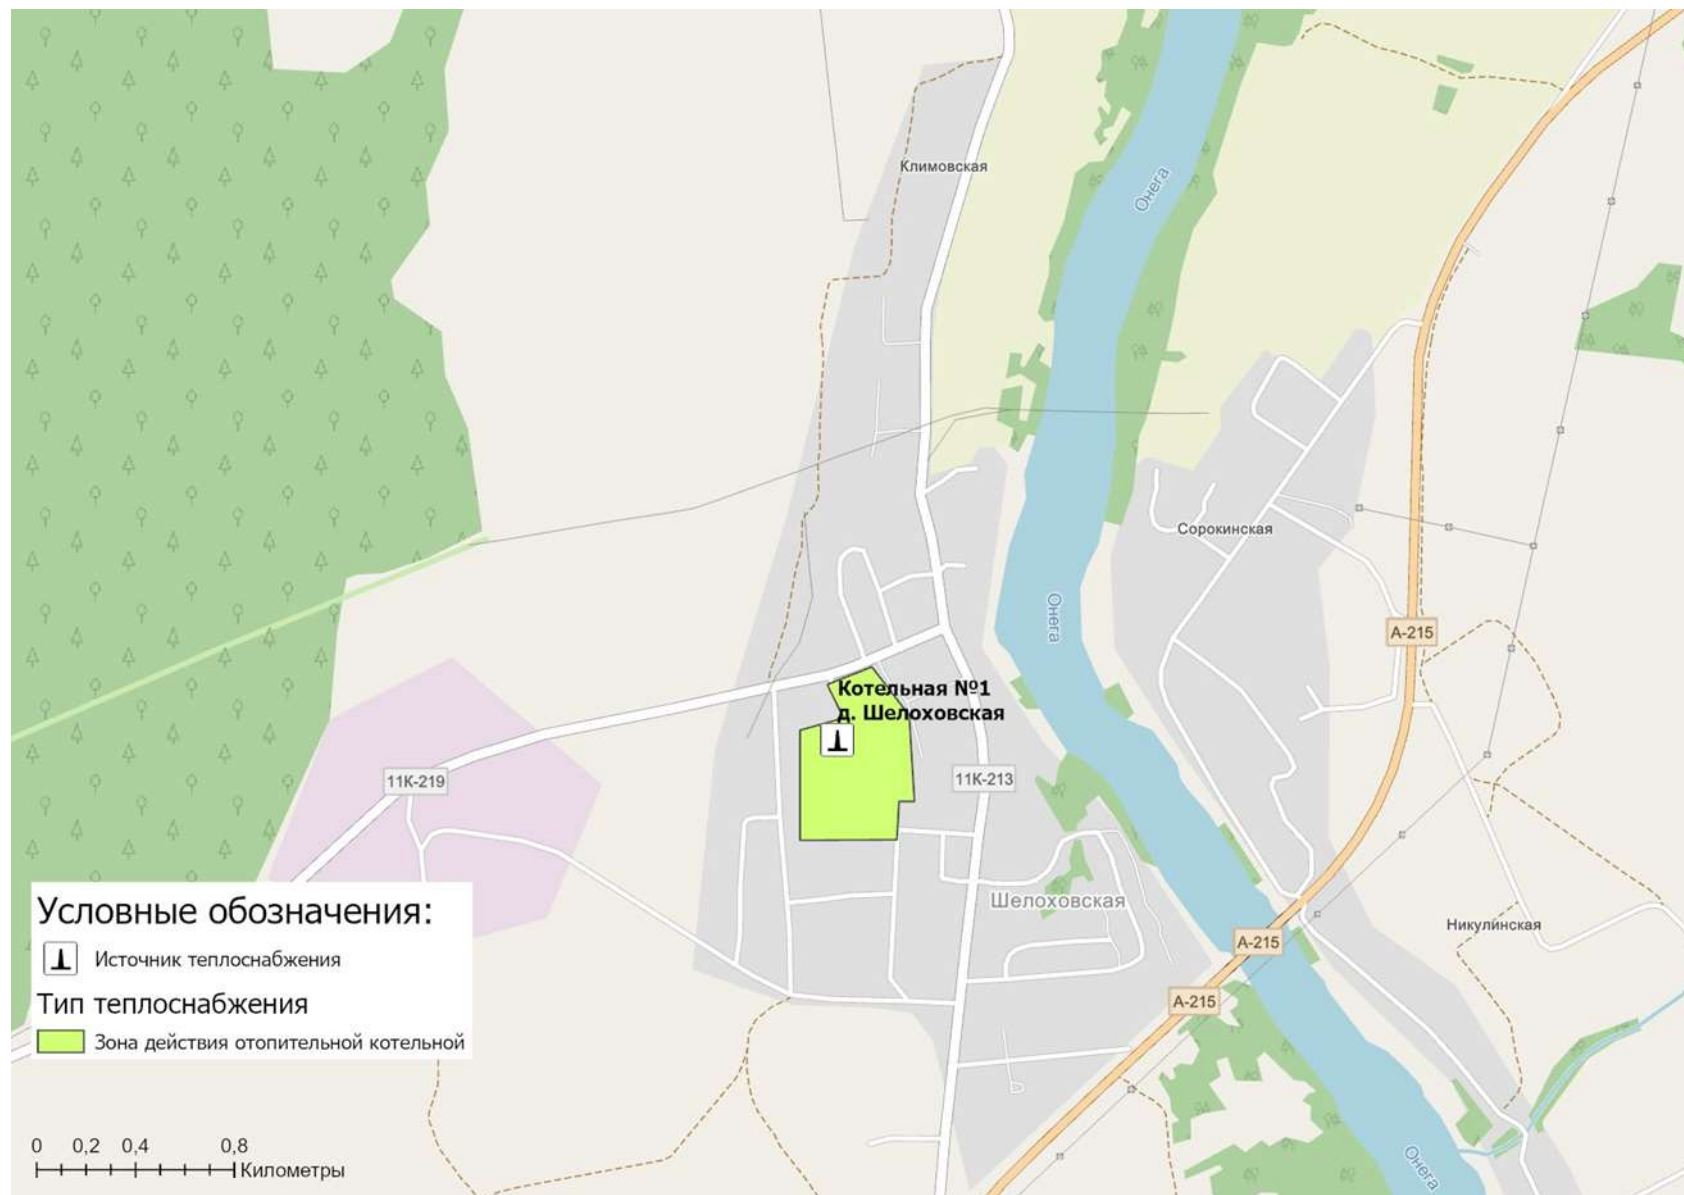 Климовская
Онега
Сорокинская
Онега
А-215
Котельная №1
д. Шелоховская
11К-219
11К-213
Шелоховская
Никулинская
А-215
А-215
Онега
Условные обозначения:
Источник теплоснабжения
Тип теплоснабжения
Зона действия отопительной котельной
0 0,2 0,4 0,8
Километры